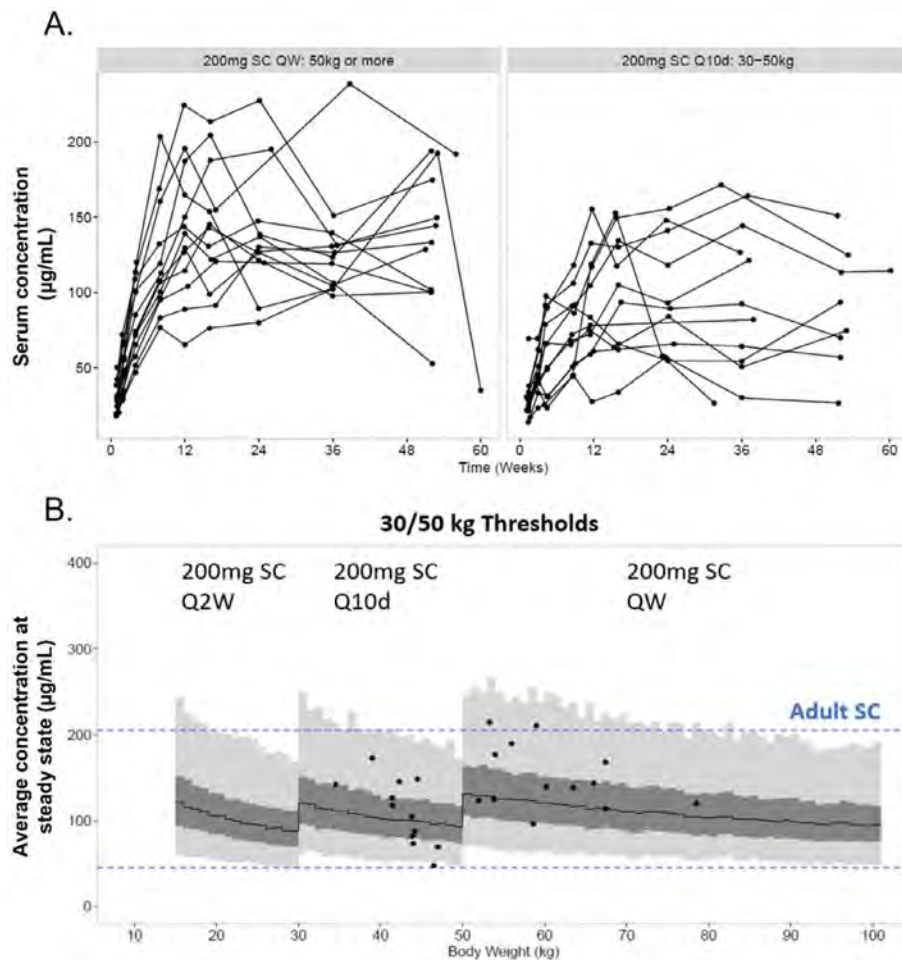 A.
200mg SC QW: 50kg or more
200mg SC Q10d: 30−50kg
Serum concentration
(µg/mL)
200
150
100
50
0 12 24 36 48 60
0 12 24 36 48 60
Time (Weeks)
B.
30/50 kg Thresholds
Average concentration at
steady state (µg/mL)
400
300
200
100
0
200mg SC
Q2W
200mg SC
Q10d
200mg SC
QW
Adult SC
10 20 30 40 50 60 70 80 90 100
Body Weight (kg)